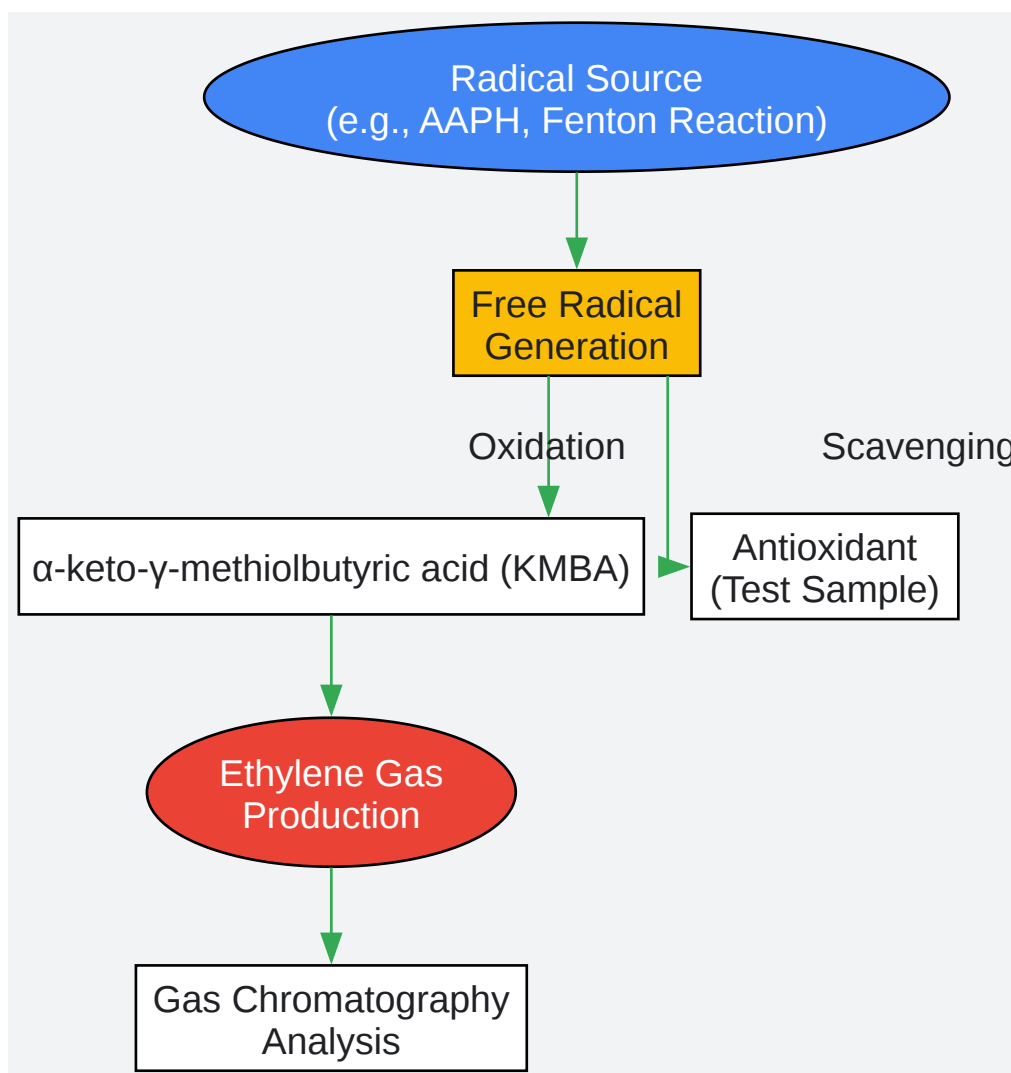 Radical Source
(e.g., AAPH, Fenton Reaction)
Free Radical
Generation
Oxidation
Scavenging
α-keto-γ-methiolbutyric acid (KMBA)
Antioxidant
(Test Sample)
Ethylene Gas
Production
Gas Chromatography
Analysis